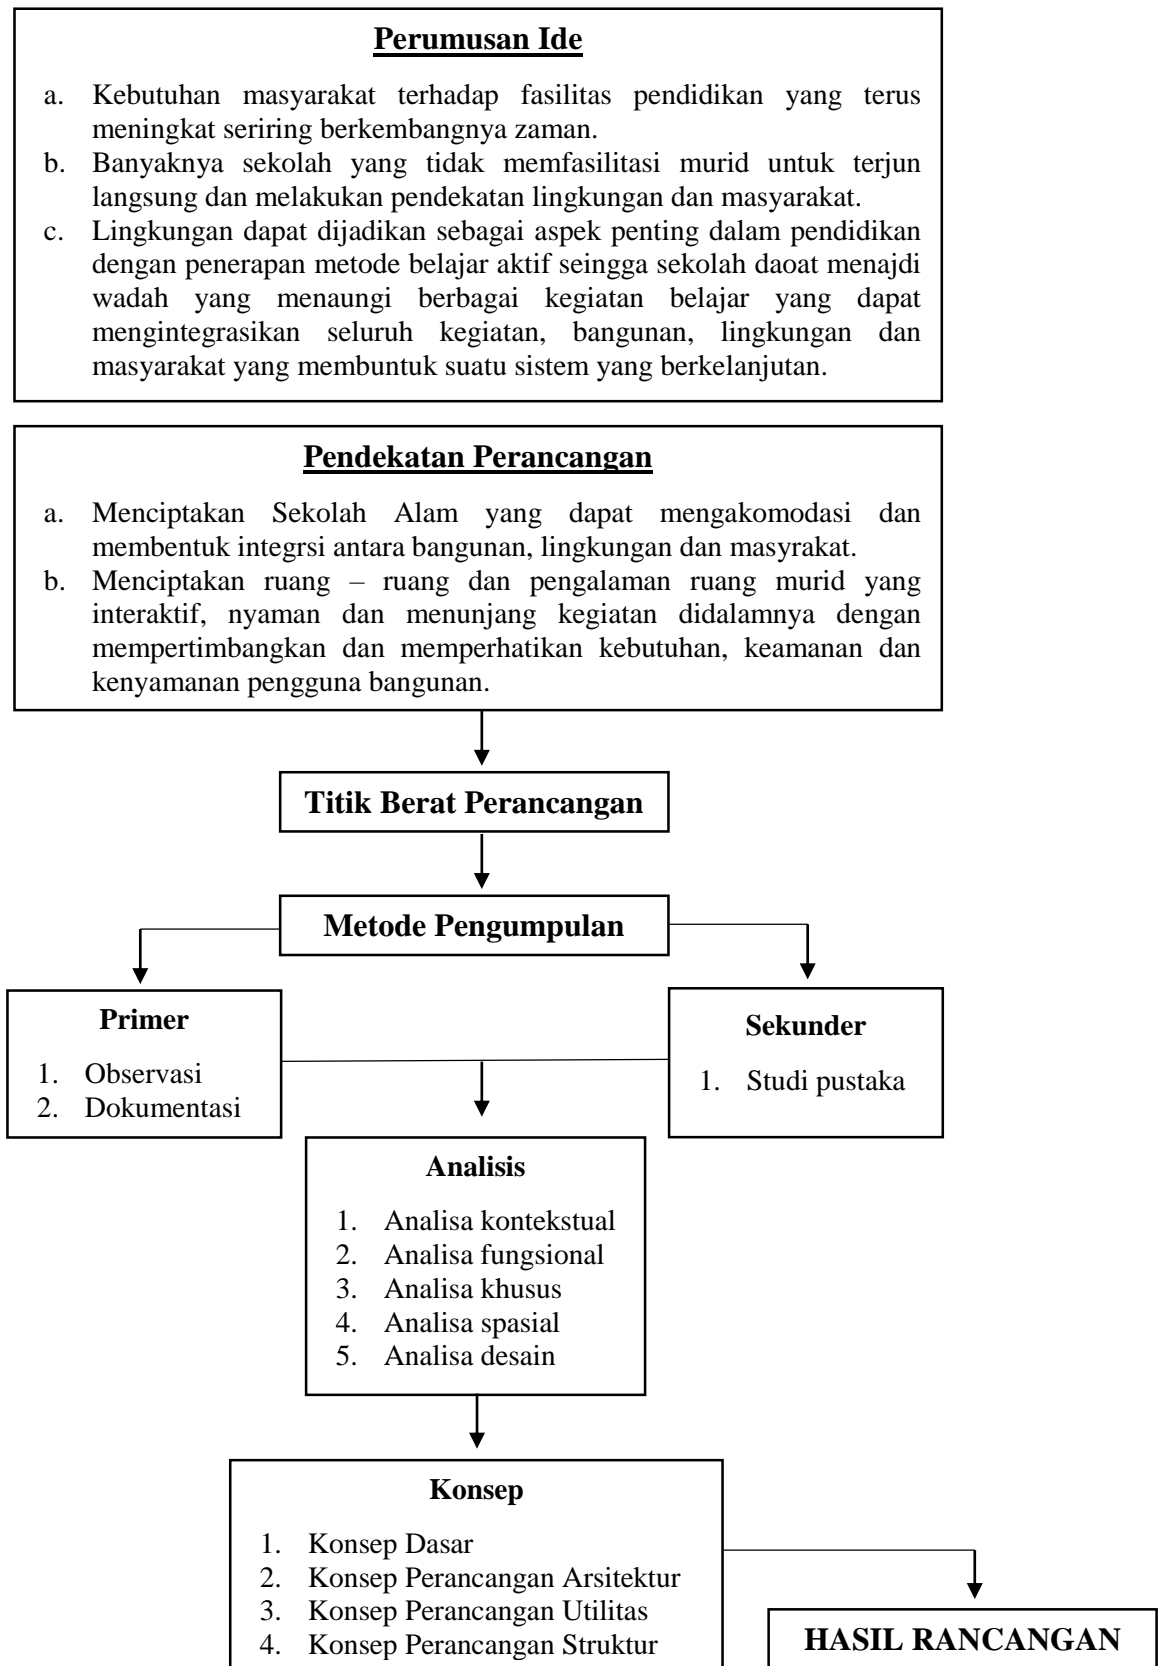 Perumusan Ide
a. Kebutuhan masyarakat terhadap fasilitas pendidikan yang terus
meningkat seriring berkembangnya zaman.
b. Banyaknya sekolah yang tidak memfasilitasi murid untuk terjun
langsung dan melakukan pendekatan lingkungan dan masyarakat.
c. Lingkungan dapat dijadikan sebagai aspek penting dalam pendidikan
dengan penerapan metode belajar aktif seingga sekolah daoat menajdi
wadah yang menaungi berbagai kegiatan belajar yang dapat
mengintegrasikan seluruh kegiatan, bangunan, lingkungan dan
masyarakat yang membuntuk suatu sistem yang berkelanjutan.
Pendekatan Perancangan
a. Menciptakan Sekolah Alam yang dapat mengakomodasi dan
membentuk integrsi antara bangunan, lingkungan dan masyrakat.
b. Menciptakan ruang – ruang dan pengalaman ruang murid yang
interaktif, nyaman dan menunjang kegiatan didalamnya dengan
mempertimbangkan dan memperhatikan kebutuhan, keamanan dan
kenyamanan pengguna bangunan.
Titik Berat Perancangan
Metode Pengumpulan
Primer
1. Observasi
2. Dokumentasi
Sekunder
1. Studi pustaka
Analisis
1. Analisa kontekstual
2. Analisa fungsional
3. Analisa khusus
4. Analisa spasial
5. Analisa desain
Konsep
1. Konsep Dasar
2. Konsep Perancangan Arsitektur
3. Konsep Perancangan Utilitas
4. Konsep Perancangan Struktur
HASIL RANCANGAN